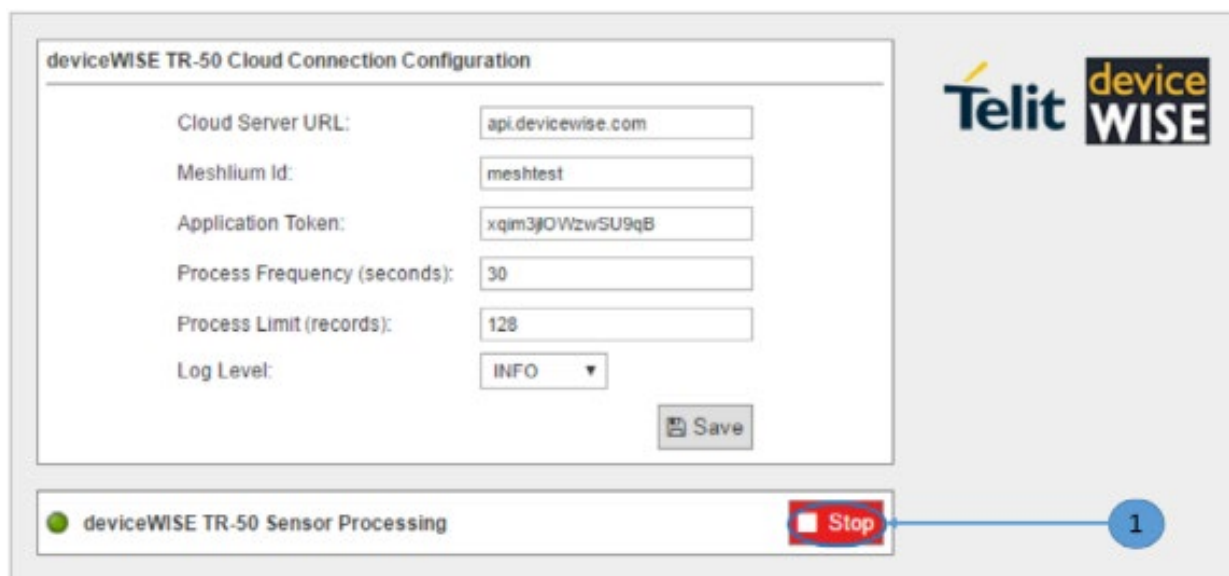 deviceWISE TR-50 Cloud Connection Configuration
Telit device WISE
Cloud Server URL: api.devicewise.com
Meshlium Id: meshtest
Application Token: xqim3jlOWzwSU9qB
Process Frequency (seconds): 30
Process Limit (records): 128
Log Level: INFO
Save
deviceWISE TR-50 Sensor Processing Stop 1